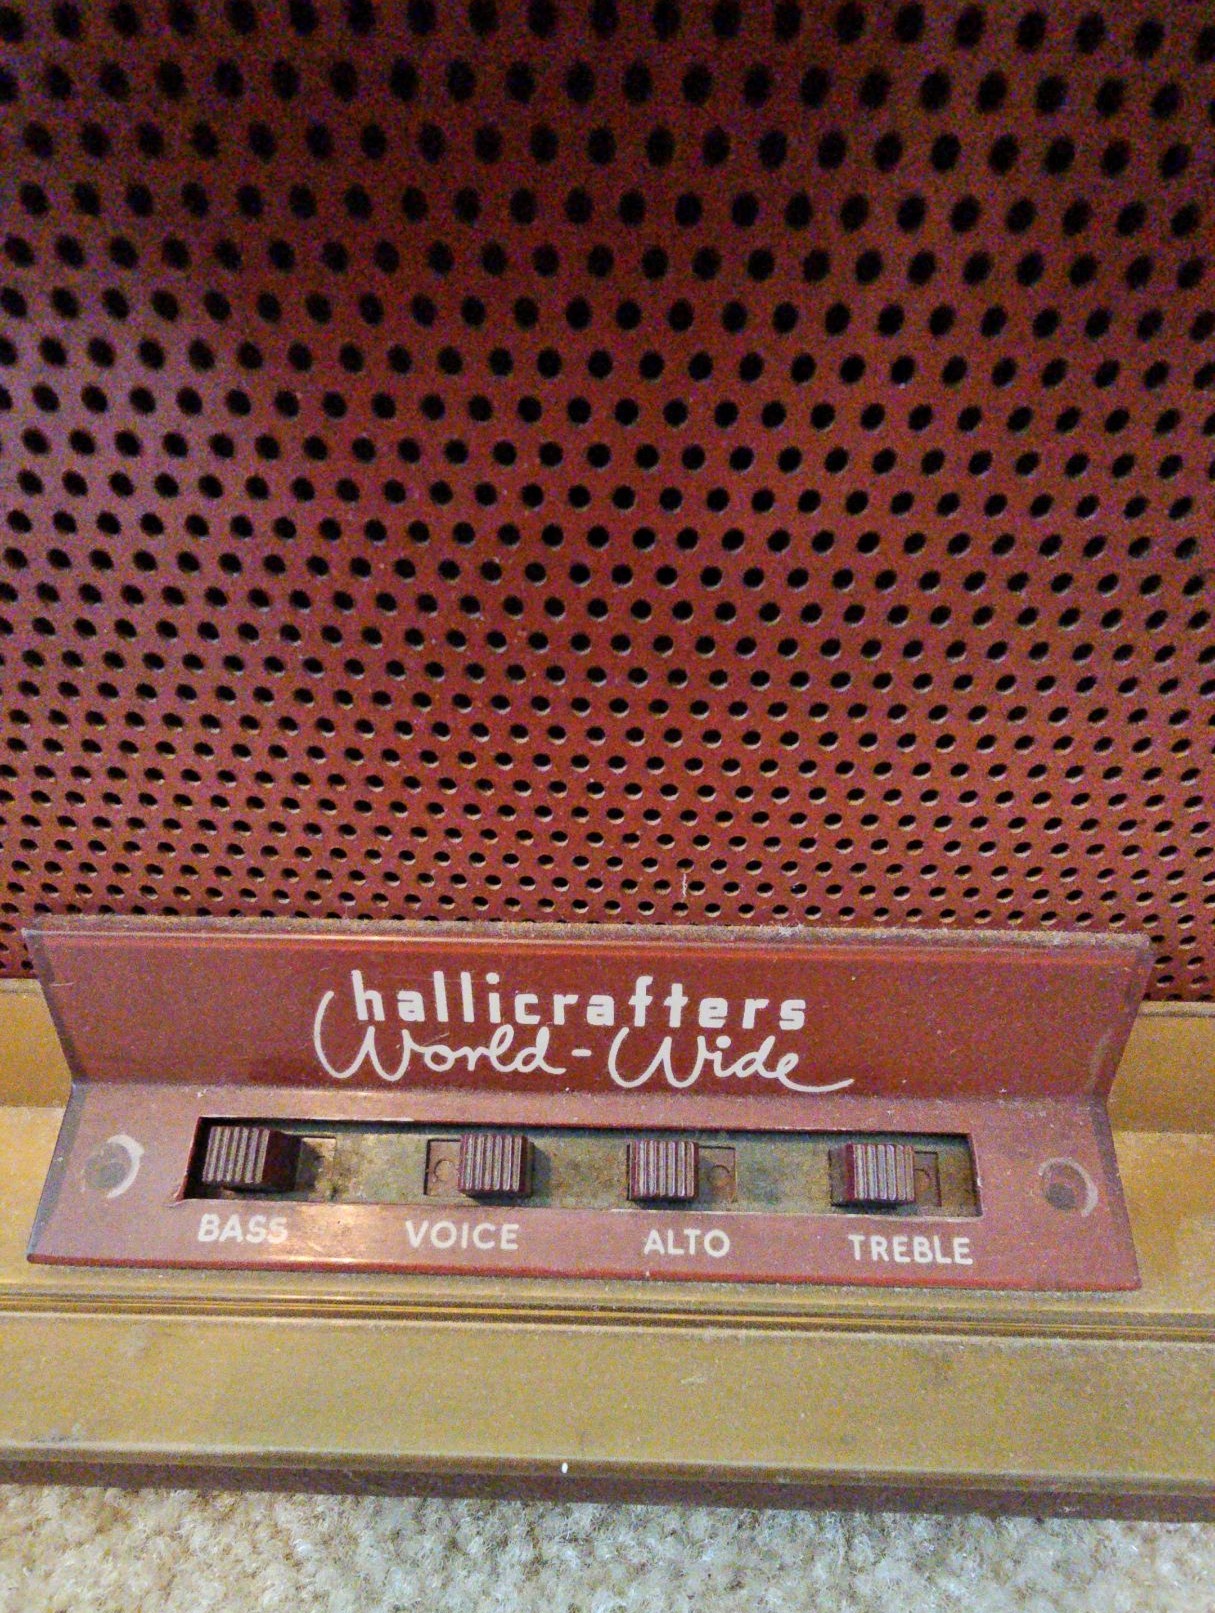 hallicrafters
World-Wide
BASS VOICE ALTO TREBLE